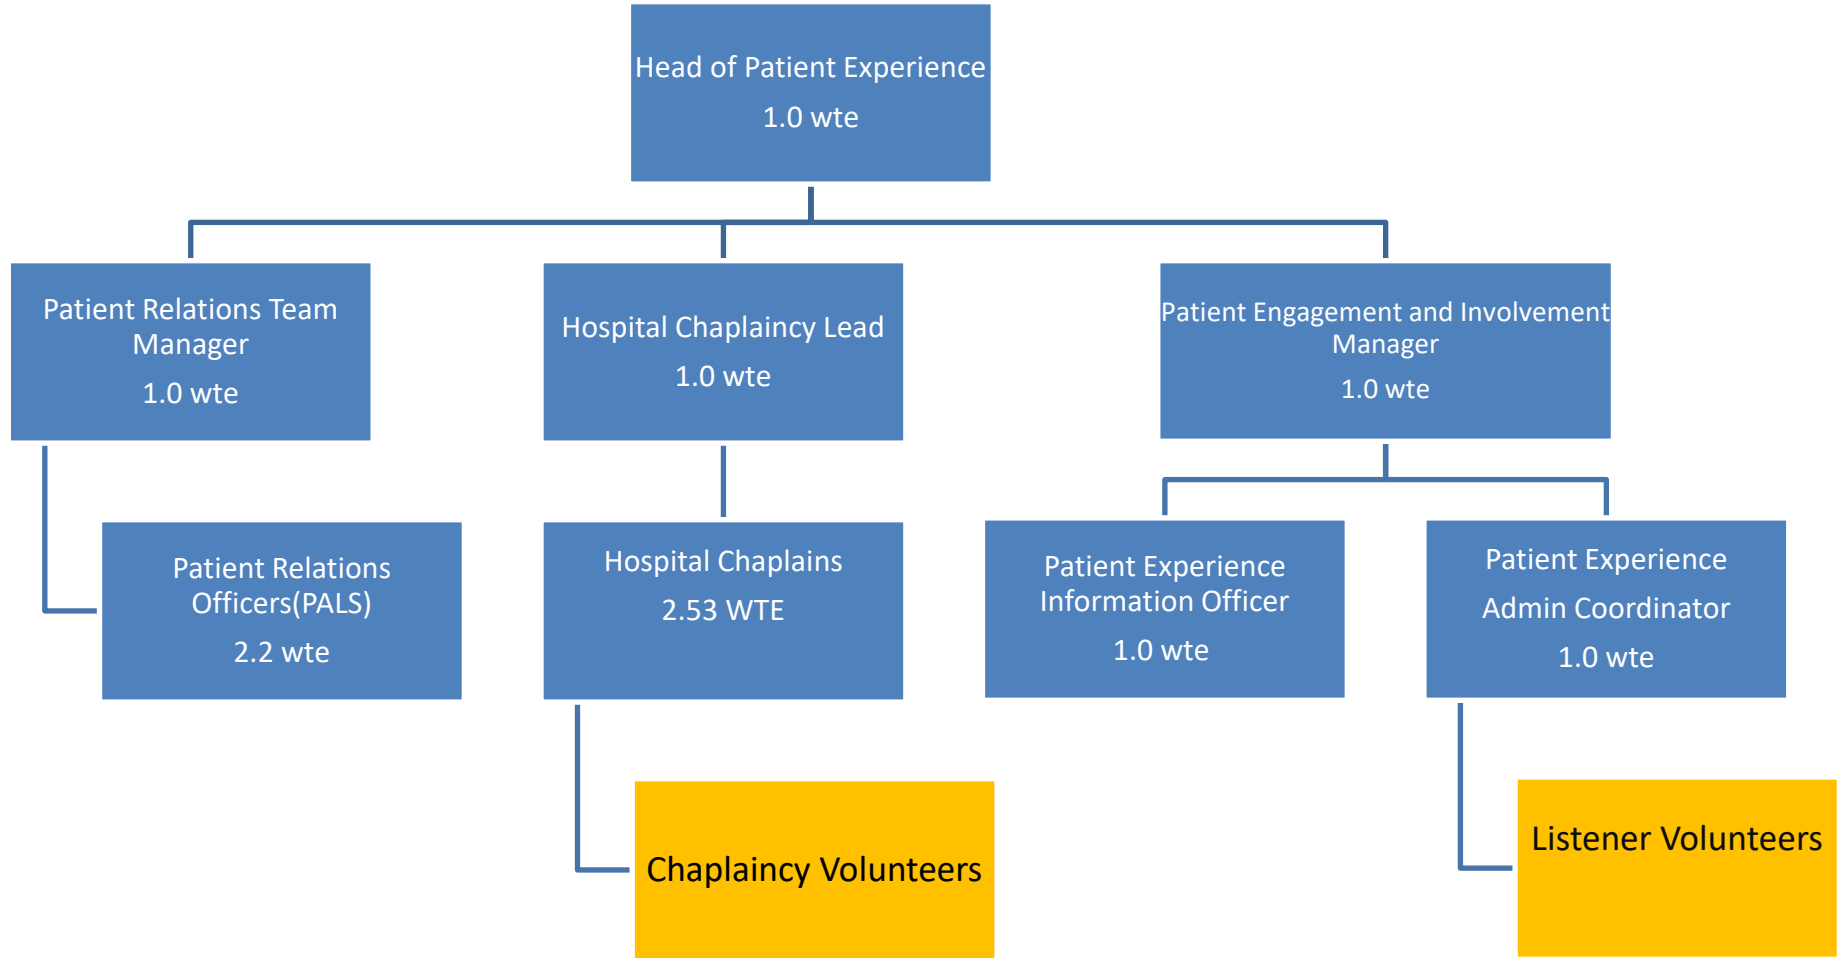 Head of Patient Experience
1.0 wte
Patient Relations Team
Manager
1.0 wte
Hospital Chaplaincy Lead
1.0 wte
Patient Engagement and Involvement
Manager
1.0 wte
Patient Relations
Officers(PALS)
2.2 wte
Hospital Chaplains
2.53 WTE
Patient Experience
Information Officer
1.0 wte
Patient Experience
Admin Coordinator
1.0 wte
Chaplaincy Volunteers
Listener Volunteers